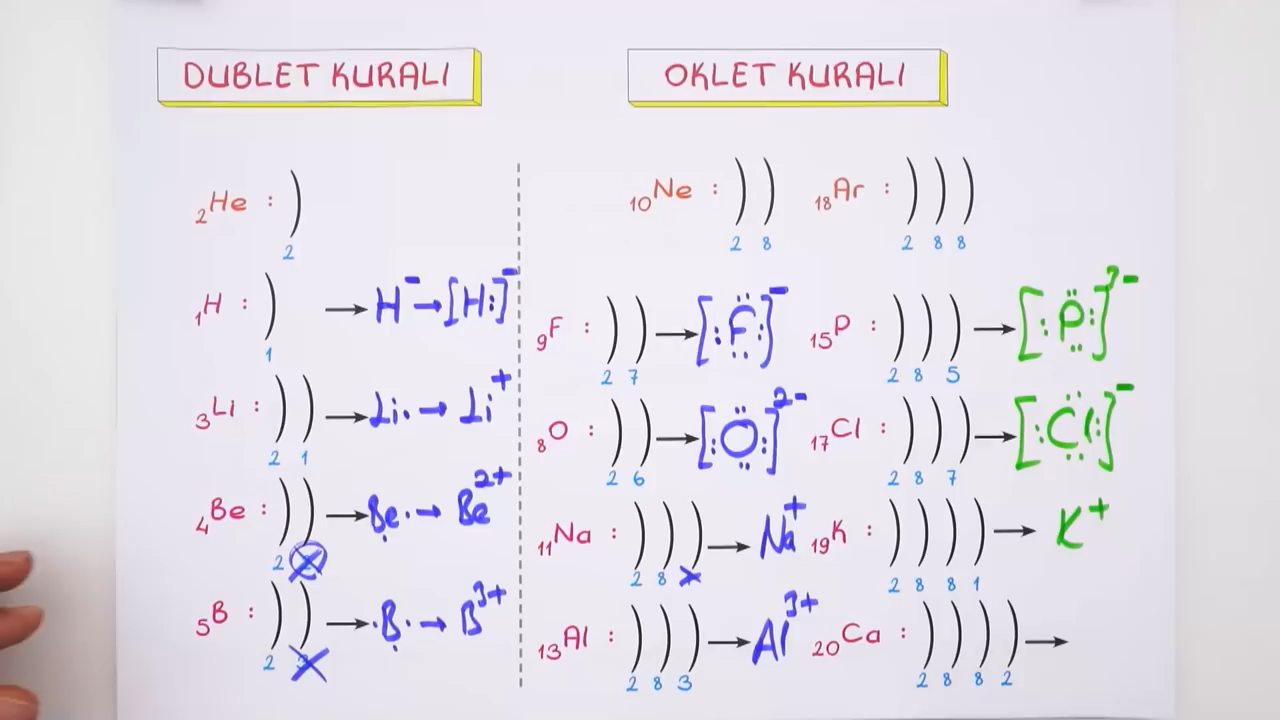 DUBLET KURALI
₂He : )
2
₁H : ) → H⁻ → [H:]⁻
1
₃Li : ) ) → Li· → Li⁺
2 1
₄Be : ) ) → Be· → Be²⁺
2
₅B : ) ) → ·B· → B³⁺
2 3
OKLET KURALI
₁₀Ne : ) ) ₁₈Ar : ) ) )
2 8 2 8 8
₉F : ) ) → [:F:]⁻ ₁₅P : ) ) ) → [:P:]³⁻
2 7 2 8 5
₈O : ) ) → [:O:]²⁻ ₁₇Cl : ) ) ) → [:Cl:]⁻
2 6 2 8 7
₁₁Na : ) ) ) → Na⁺ ₁₉K : ) ) ) ) → K⁺
2 8 2 8 8 1
₁₃Al : ) ) ) → Al³⁺ ₂₀Ca : ) ) ) ) →
2 8 3 2 8 8 2